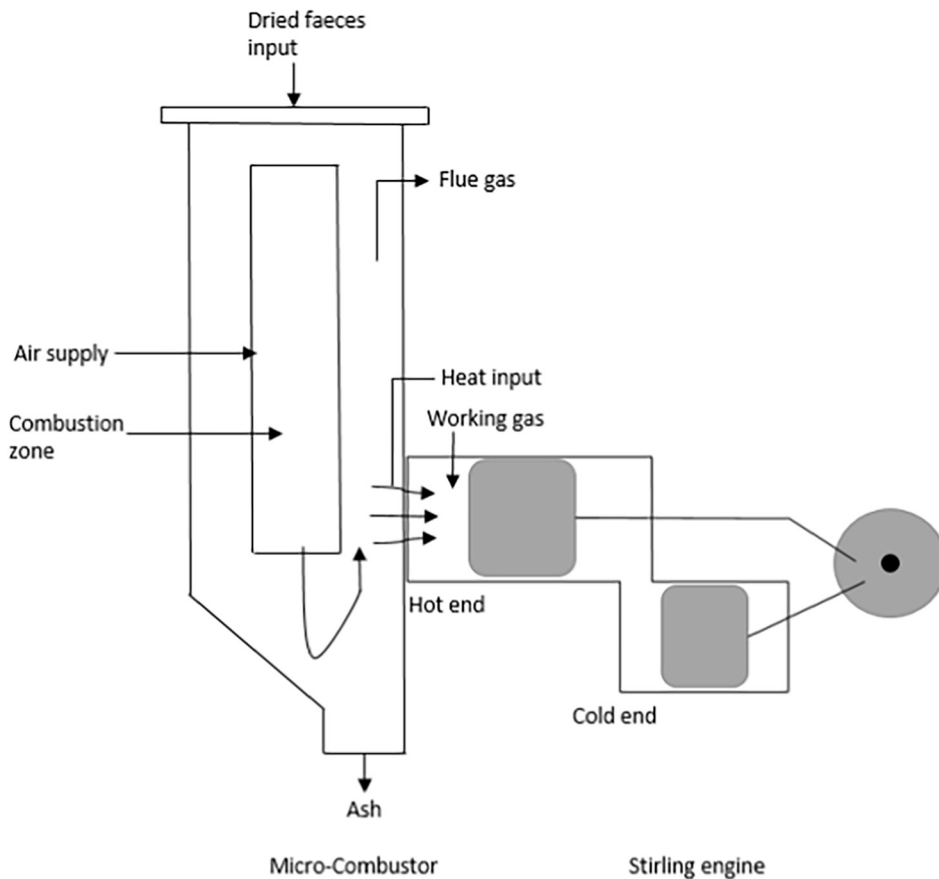 Dried faeces
input
Flue gas
Air supply
Heat input
Combustion
zone
Working gas
Hot end
Cold end
Ash
Micro-Combustor
Stirling engine